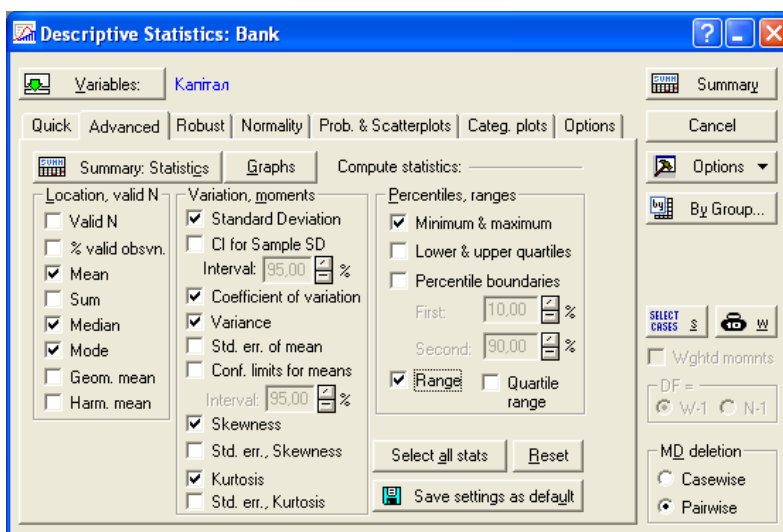 Descriptive Statistics: Bank
Variables: Капітал
Summary
Quick Advanced Robust Normality Prob. & Scatterplots Categ. plots Options
Cancel
Summary: Statistics Graphs Compute statistics:
Options
By Group...
Location, valid N
Valid N
% valid obsvn.
Mean
Sum
Median
Mode
Geom. mean
Harm. mean
Variation, moments
Standard Deviation
CI for Sample SD
Interval: 95,00 %
Coefficient of variation
Variance
Std. err. of mean
Conf. limits for means
Interval: 95,00 %
Skewness
Std. err., Skewness
Kurtosis
Std. err., Kurtosis
Percentiles, ranges
Minimum & maximum
Lower & upper quartiles
Percentile boundaries
First: 10,00 %
Second: 90,00 %
Range Quartile range
Select all stats Reset
Save settings as default
SELECT CASES S W
Wghtd momnts
DF =
W-1 N-1
MD deletion
Casewise
Pairwise